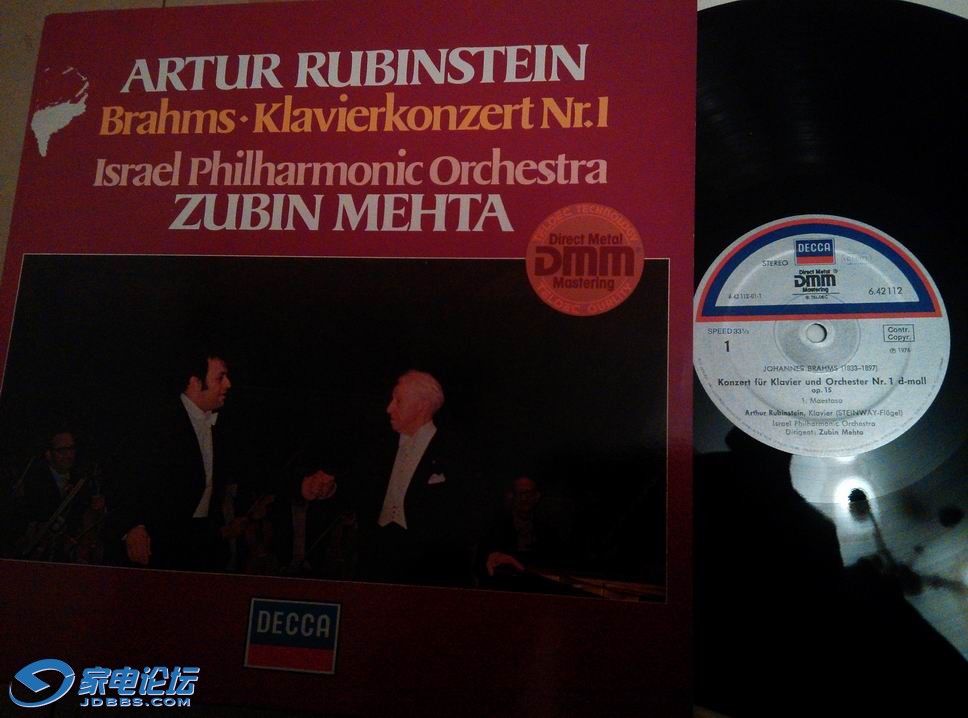 ARTUR RUBINSTEIN
Brahms · Klavierkonzert Nr.1
Israel Philharmonic Orchestra
ZUBIN MEHTA
Direct Metal
DMM
Mastering
DECCA
DECCA
STEREO
Direct Metal
DMM
Mastering
6.42112
SPEED 33⅓
1
Contr.
Copyr.
℗ 1976
JOHANNES BRAHMS (1833-1897)
Konzert für Klavier und Orchester Nr. 1 d-moll
op. 15
1. Maestoso
Arthur Rubinstein, Klavier (STEINWAY-Flügel)
Israel Philharmonic Orchestra
Dirigent: Zubin Mehta
家电论坛
JDBBS.COM